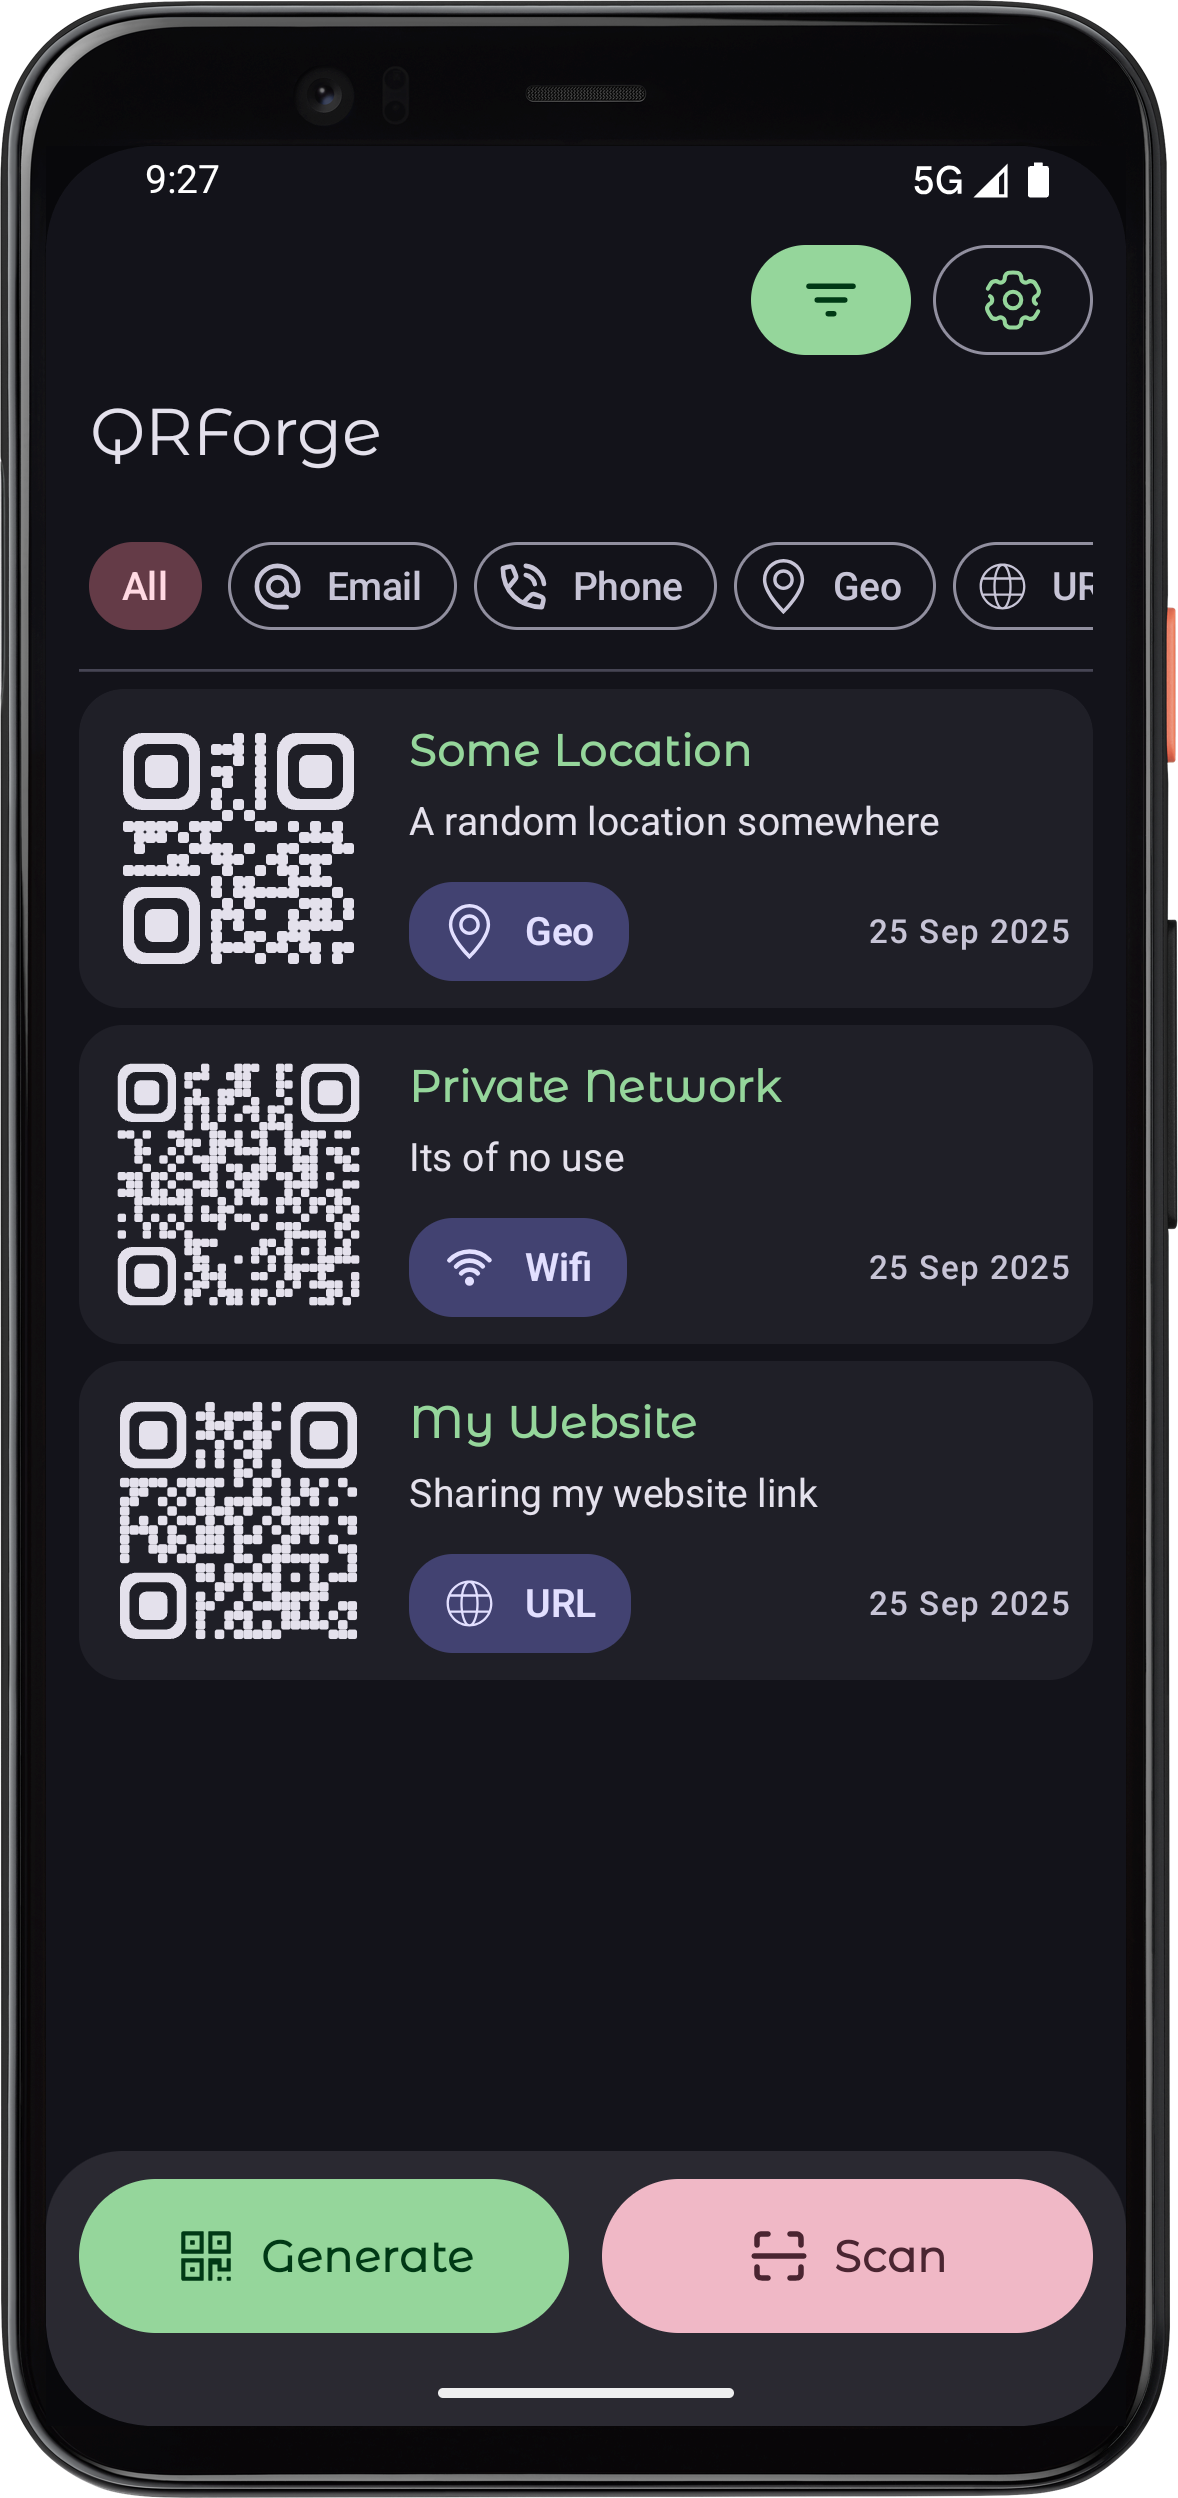 9:27 5G
QRForge
All Email Phone Geo UR
Some Location
A random location somewhere
Geo 25 Sep 2025
Private Network
Its of no use
Wifi 25 Sep 2025
My Website
Sharing my website link
URL 25 Sep 2025
Generate Scan